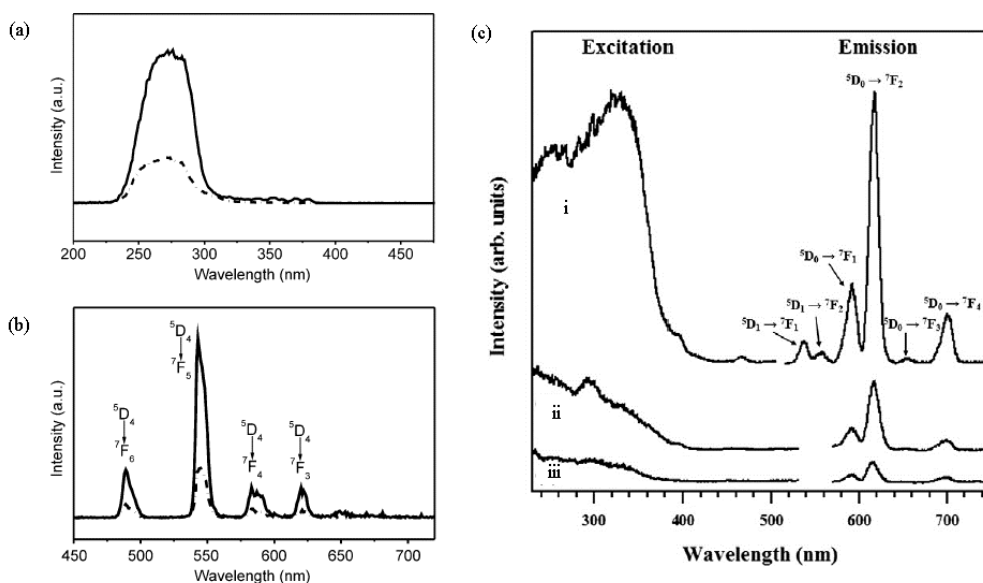 (a)
Intensity (a.u.)
200 250 300 350 400 450
Wavelength (nm)
(b)
Intensity (a.u.)
⁵D₄
⁷F₆
⁵D₄
⁷F₅
⁵D₄
⁷F₄
⁵D₄
⁷F₃
450 500 550 600 650 700
Wavelength (nm)
(c)
Excitation Emission
⁵D₀ → ⁷F₂
i
⁵D₀ → ⁷F₁
⁵D₁ → ⁷F₂
⁵D₁ → ⁷F₁
⁵D₀ → ⁷F₃
⁵D₀ → ⁷F₄
ii
iii
Intensity (arb. units)
300 400 500 600 700
Wavelength (nm)